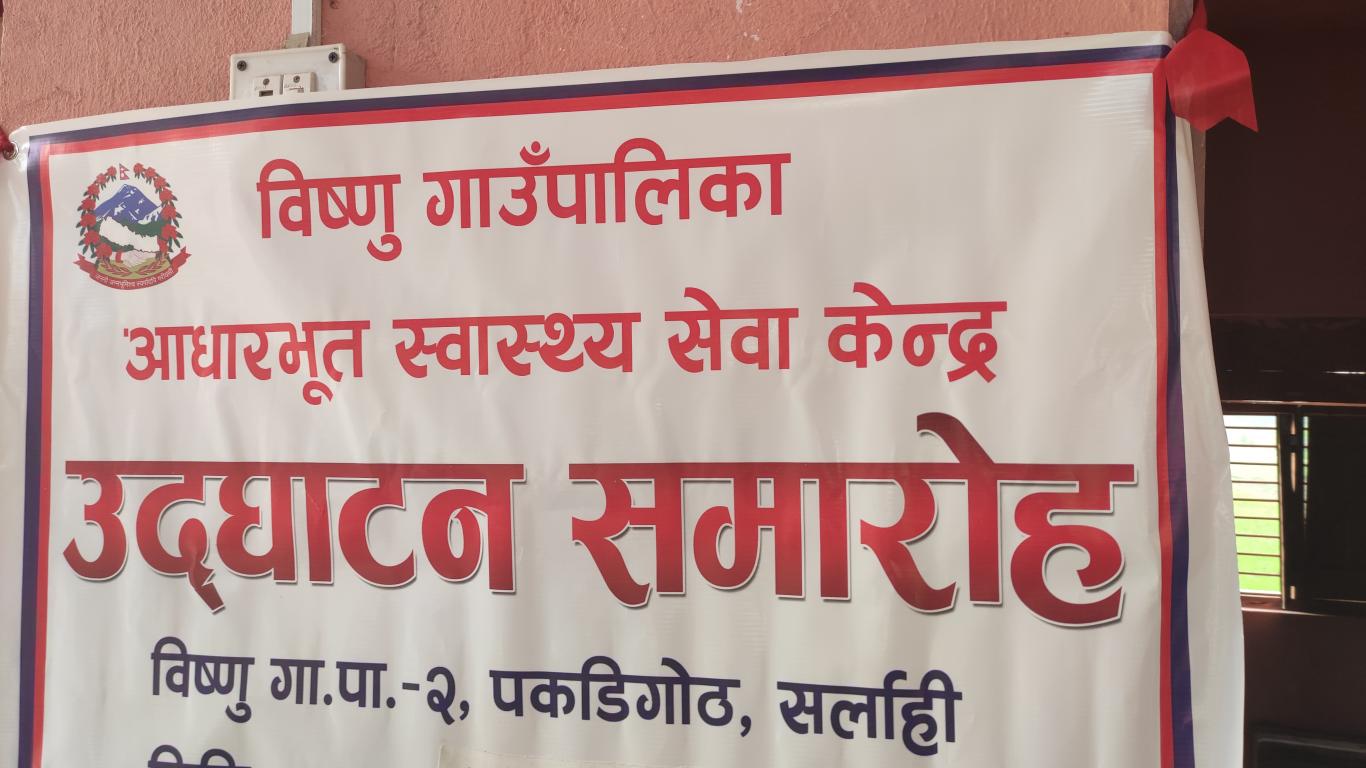 विष्णु गाउँपालिका
आधारभूत स्वास्थ्य सेवा केन्द्र
उद्घाटन समारोह
विष्णु गा.पा.-२, पकडिगोठ, सर्लाही